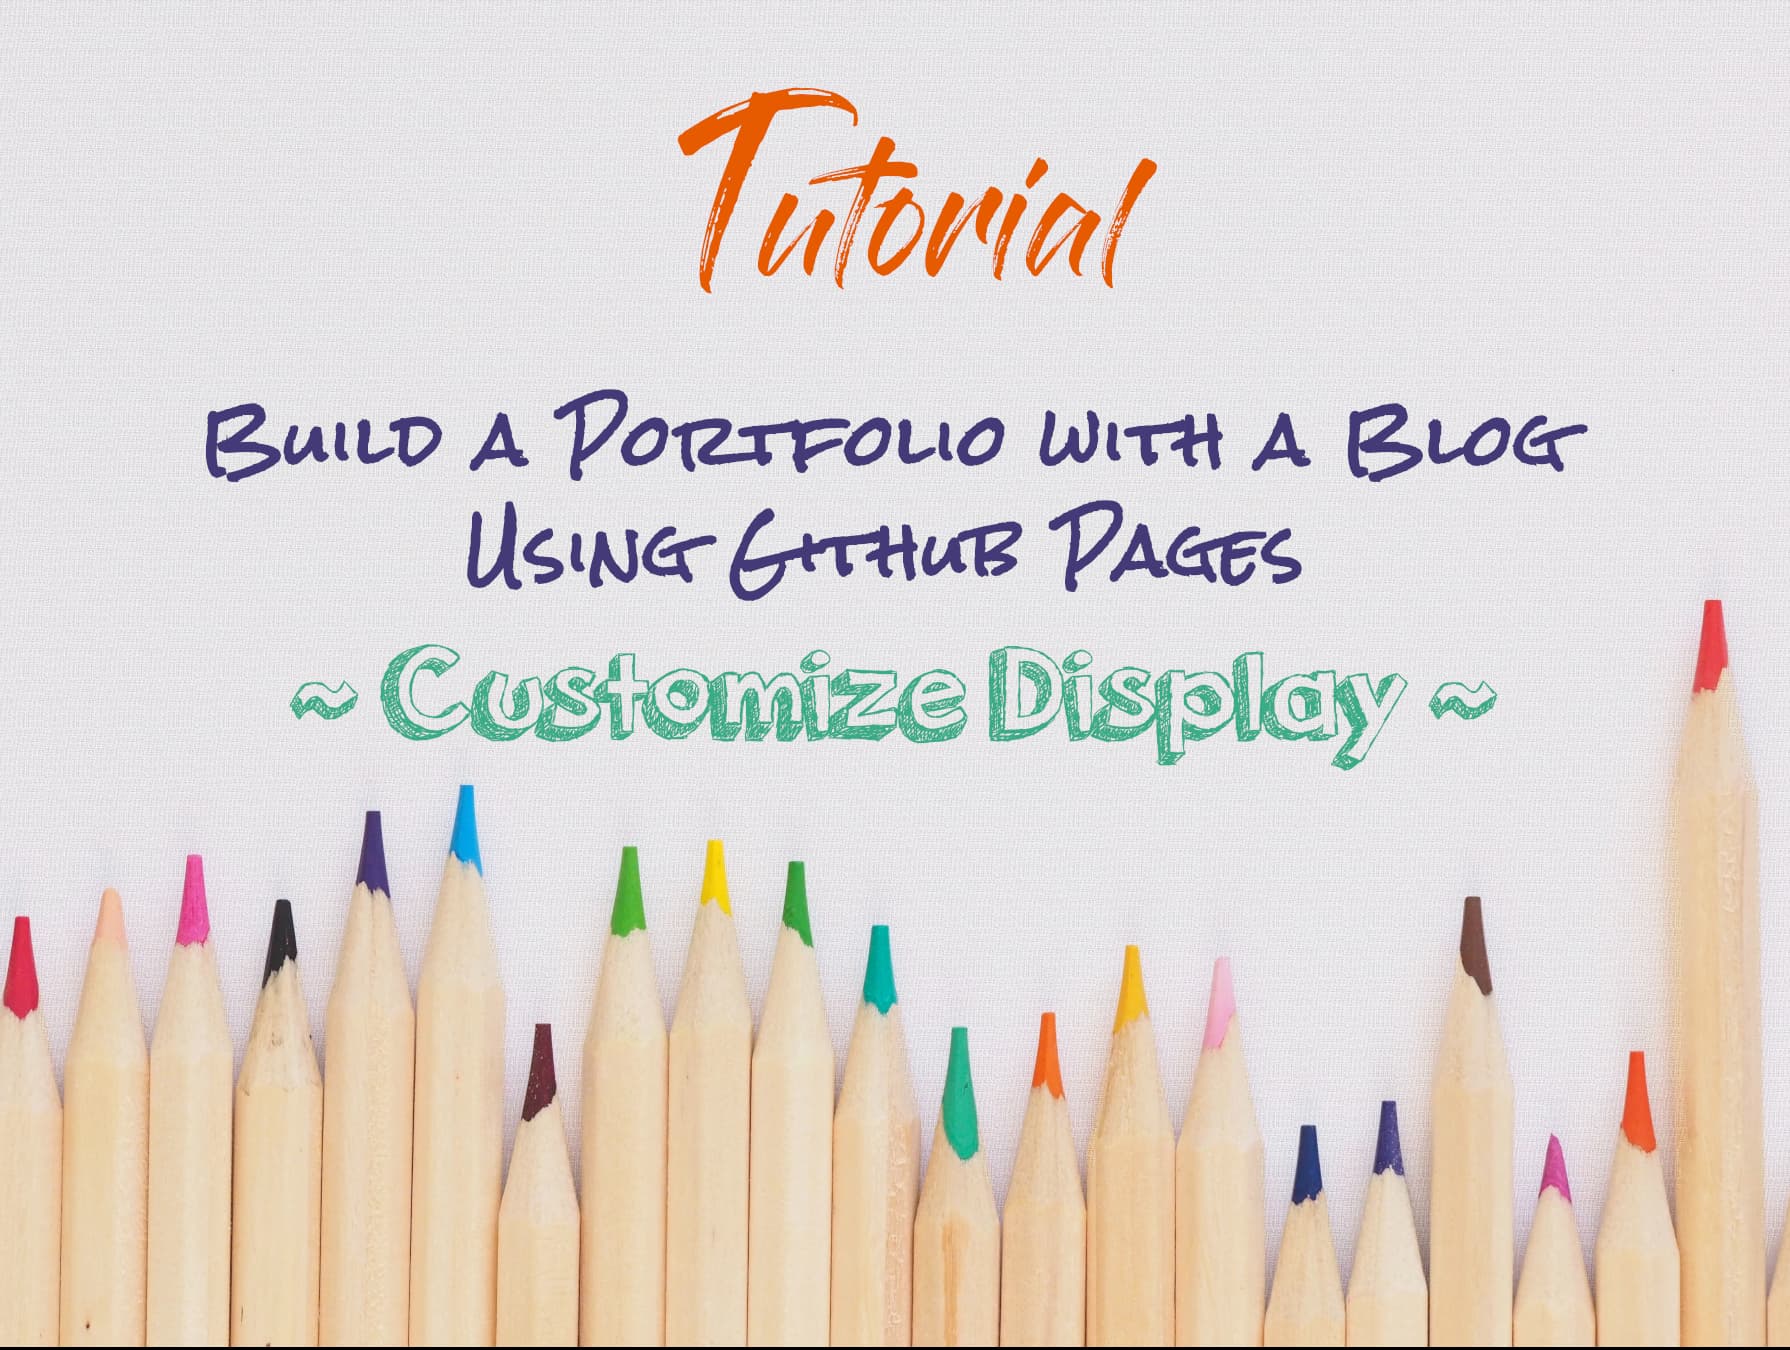 Tutorial
Build a Portfolio with a Blog
Using Github Pages
~ Customize Display ~